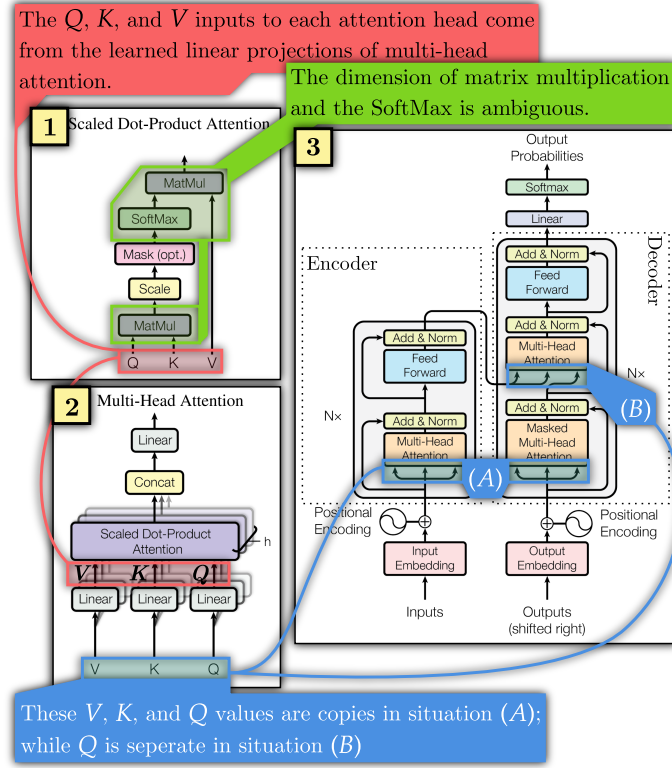 The Q, K, and V inputs to each attention head come
from the learned linear projections of multi-head
attention.
The dimension of matrix multiplication
and the SoftMax is ambiguous.
1
Scaled Dot-Product Attention
MatMul
SoftMax
Mask (opt.)
Scale
MatMul
Q K V
2
Multi-Head Attention
Linear
Concat
Scaled Dot-Product
Attention
h
V K Q
Linear Linear Linear
V K Q
3
Output
Probabilities
Softmax
Linear
Encoder
Decoder
Add & Norm
Feed
Forward
Add & Norm
Multi-Head
Attention
(B)
N×
Add & Norm
Masked
Multi-Head
Attention
Add & Norm
Feed
Forward
N×
Add & Norm
Multi-Head
Attention
(A)
Positional
Encoding
Positional
Encoding
Input
Embedding
Output
Embedding
Inputs
Outputs
(shifted right)
These V, K, and Q values are copies in situation (A);
while Q is seperate in situation (B)